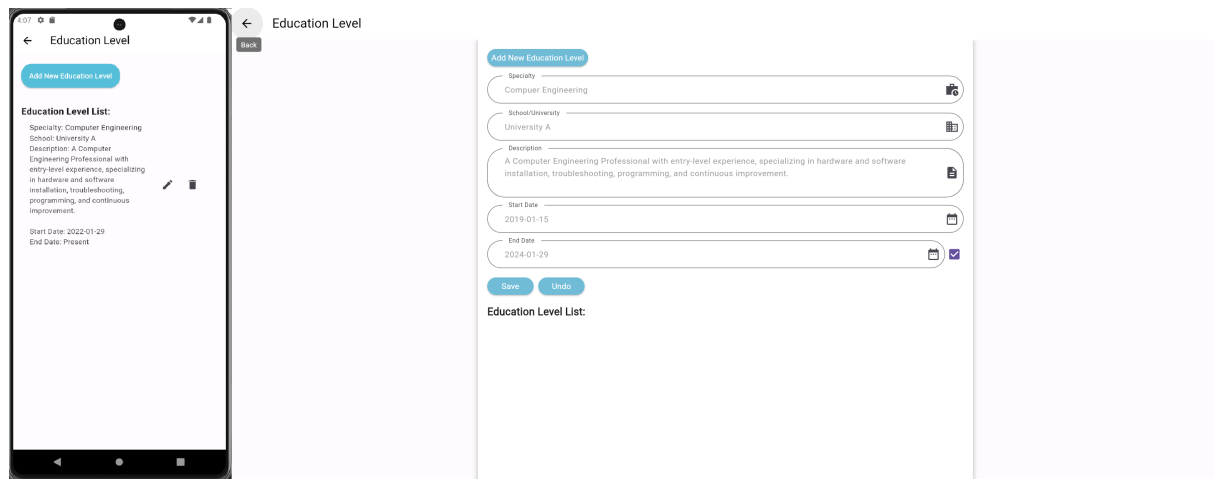 4:07
Education Level
Add New Education Level
Education Level List:
Specialty: Computer Engineering
School: University A
Description: A Computer
Engineering Professional with
entry-level experience, specializing
in hardware and software
installation, troubleshooting,
programming, and continuous
improvement.
Start Date: 2022-01-29
End Date: Present
Education Level
Back
Add New Education Level
Specialty
Compuer Engineering
School/University
University A
Description
A Computer Engineering Professional with entry-level experience, specializing in hardware and software
installation, troubleshooting, programming, and continuous improvement.
Start Date
2019-01-15
End Date
2024-01-29
Save Undo
Education Level List: